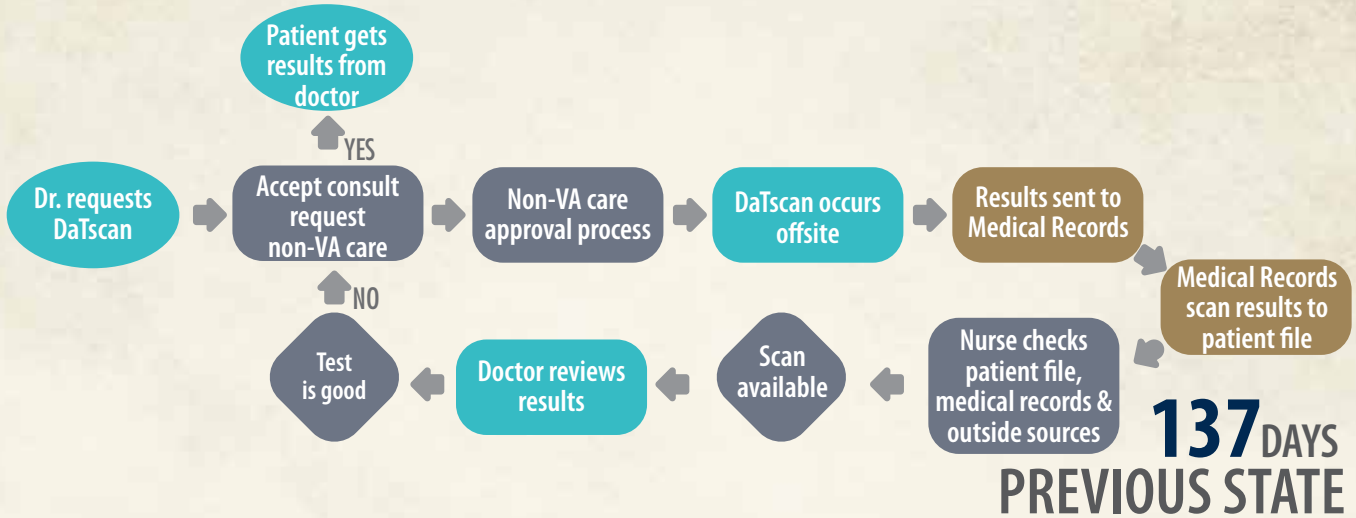 Patient gets
results from
doctor
YES
Dr. requests
DaTscan
Accept consult
request
non-VA care
Non-VA care
approval process
DaTscan occurs
offsite
Results sent to
Medical Records
Medical Records
scan results to
patient file
Nurse checks
patient file,
medical records &
outside sources
Scan
available
Doctor reviews
results
Test
is good
NO
137 DAYS
PREVIOUS STATE